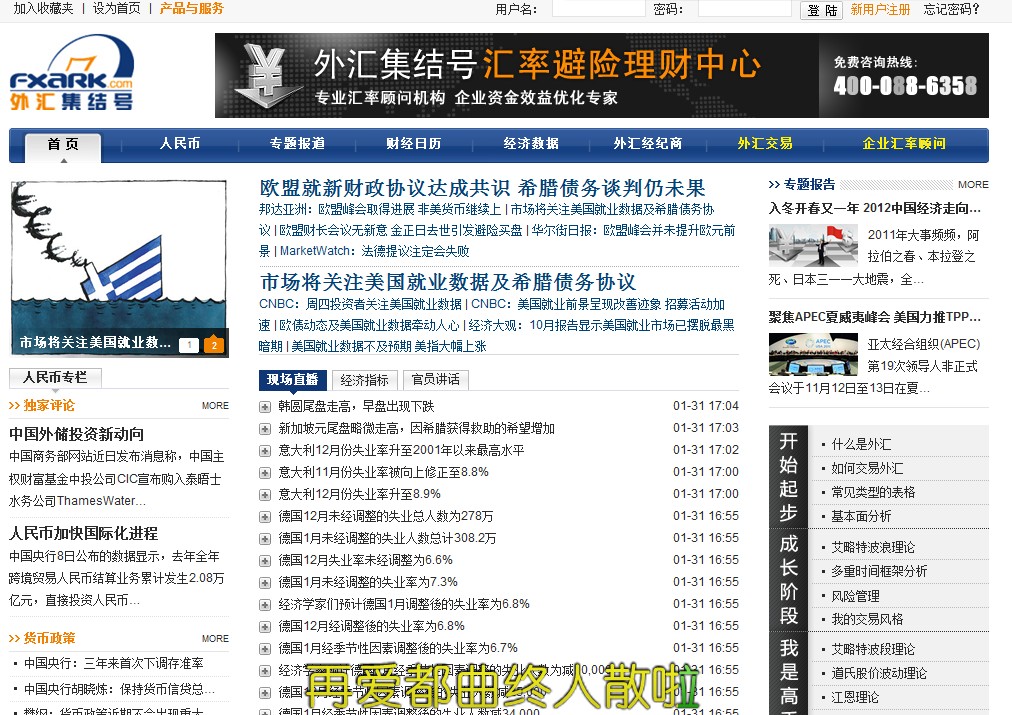 加入收藏夹 | 设为首页 | 产品与服务
用户名： 密码： 登 陆 新用户注册 忘记密码?
FXARK.com
外汇集结号
外汇集结号汇率避险理财中心
专业汇率顾问机构 企业资金效益优化专家
免费咨询热线：
400-088-6358
首 页 人民币 专题报道 财经日历 经济数据 外汇经纪商 外汇交易 企业汇率顾问
市场将关注美国就业数... 1 2
人民币专栏
>> 独家评论 MORE
中国外储投资新动向
中国商务部网站近日发布消息称，中国主
权财富基金中投公司CIC宣布购入泰晤士
水务公司ThamesWater…
人民币加快国际化进程
中国央行8日公布的数据显示，去年全年
跨境贸易人民币结算业务累计发生2.08万
亿元，直接投资人民币…
>> 货币政策 MORE
中国央行：三年来首次下调存准率
中国央行胡晓炼：保持货币信贷总…
欧盟就新财政协议达成共识 希腊债务谈判仍未果
邦达亚洲：欧盟峰会取得进展 非美货币继续上 | 市场将关注美国就业数据及希腊债务协
议 | 欧盟财长会议无新意 金正日去世引发避险买盘 | 华尔街日报：欧盟峰会并未提升欧元前
景 | MarketWatch：法德提议注定会失败
市场将关注美国就业数据及希腊债务协议
CNBC：周四投资者关注美国就业数据 | CNBC：美国就业前景呈现改善迹象 招募活动加
速 | 欧债动态及美国就业数据牵动人心 | 经济大观：10月报告显示美国就业市场已摆脱最黑
暗期 | 美国就业数据不及预期 美指大幅上涨
现场直播 经济指标 官员讲话
韩圆尾盘走高，早盘出现下跌 01-31 17:04
新加坡元尾盘略微走高，因希腊获得救助的希望增加 01-31 17:03
意大利12月份失业率升至2001年以来最高水平 01-31 17:02
意大利11月份失业率被向上修正至8.8% 01-31 17:00
意大利12月份失业率升至8.9% 01-31 17:00
德国12月未经调整的失业总人数为278万 01-31 16:55
德国1月未经调整的失业人数总计308.2万 01-31 16:55
德国12月失业率未经调整为6.6% 01-31 16:55
德国1月未经调整的失业率为7.3% 01-31 16:55
经济学家们预计德国1月调整後的失业率为6.8% 01-31 16:55
德国12月经调整後的失业率为6.8% 01-31 16:55
德国1月经季节性因素调整後的失业率为6.7% 01-31 16:55
再爱都曲终人散啦
>> 专题报告 MORE
入冬开春又一年 2012中国经济走向...
2011年大事频频，阿
拉伯之春、本拉登之
死、日本三一一大地震，全…
聚焦APEC夏威夷峰会 美国力推TPP...
亚太经合组织(APEC)
第19次领导人非正式
会议于11月12日至13日在夏…
开始起步
什么是外汇
如何交易外汇
常见类型的表格
基本面分析
成长阶段
艾略特波浪理论
多重时间框架分析
风险管理
我的交易风格
我是高
艾略特波段理论
道氏股价波动理论
江恩理论